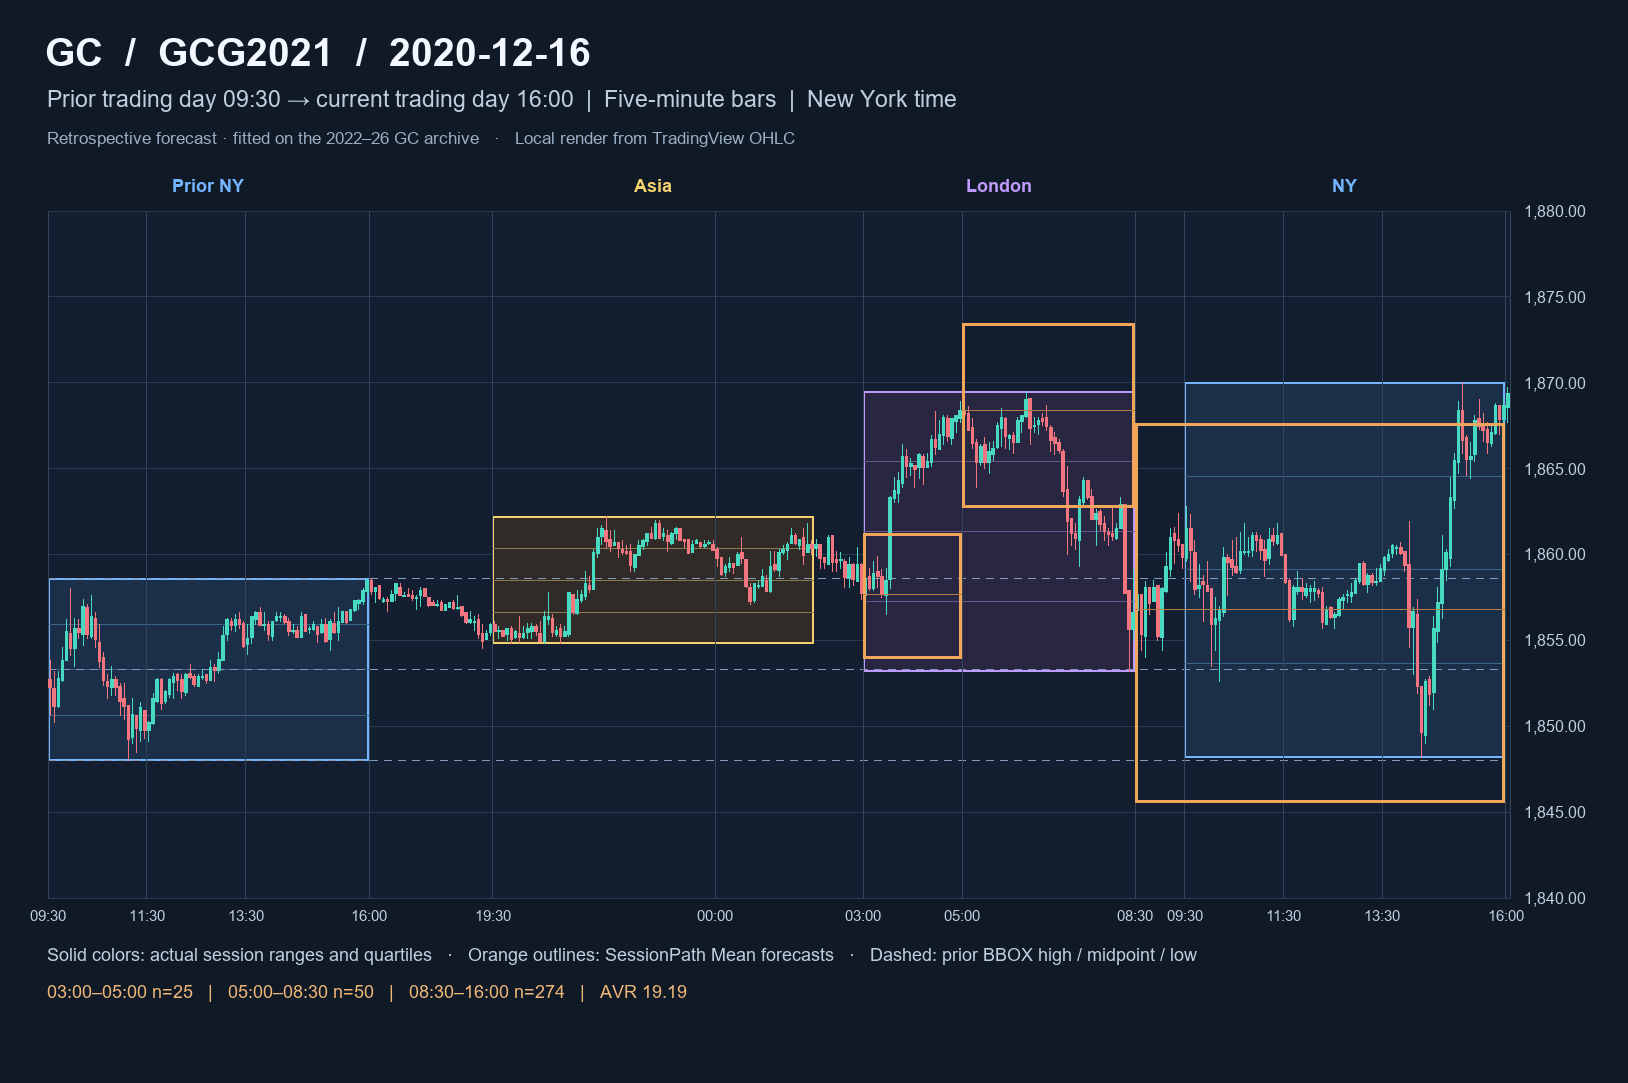 GC / GCG2021 / 2020-12-16
Prior trading day 09:30 → current trading day 16:00 | Five-minute bars | New York time
Retrospective forecast · fitted on the 2022–26 GC archive · Local render from TradingView OHLC
Prior NY Asia London NY
1,880.00
1,875.00
1,870.00
1,865.00
1,860.00
1,855.00
1,850.00
1,845.00
1,840.00
09:30 11:30 13:30 16:00 19:30 00:00 03:00 05:00 08:30 09:30 11:30 13:30 16:00
Solid colors: actual session ranges and quartiles · Orange outlines: SessionPath Mean forecasts · Dashed: prior BBOX high / midpoint / low
03:00–05:00 n=25 | 05:00–08:30 n=50 | 08:30–16:00 n=274 | AVR 19.19